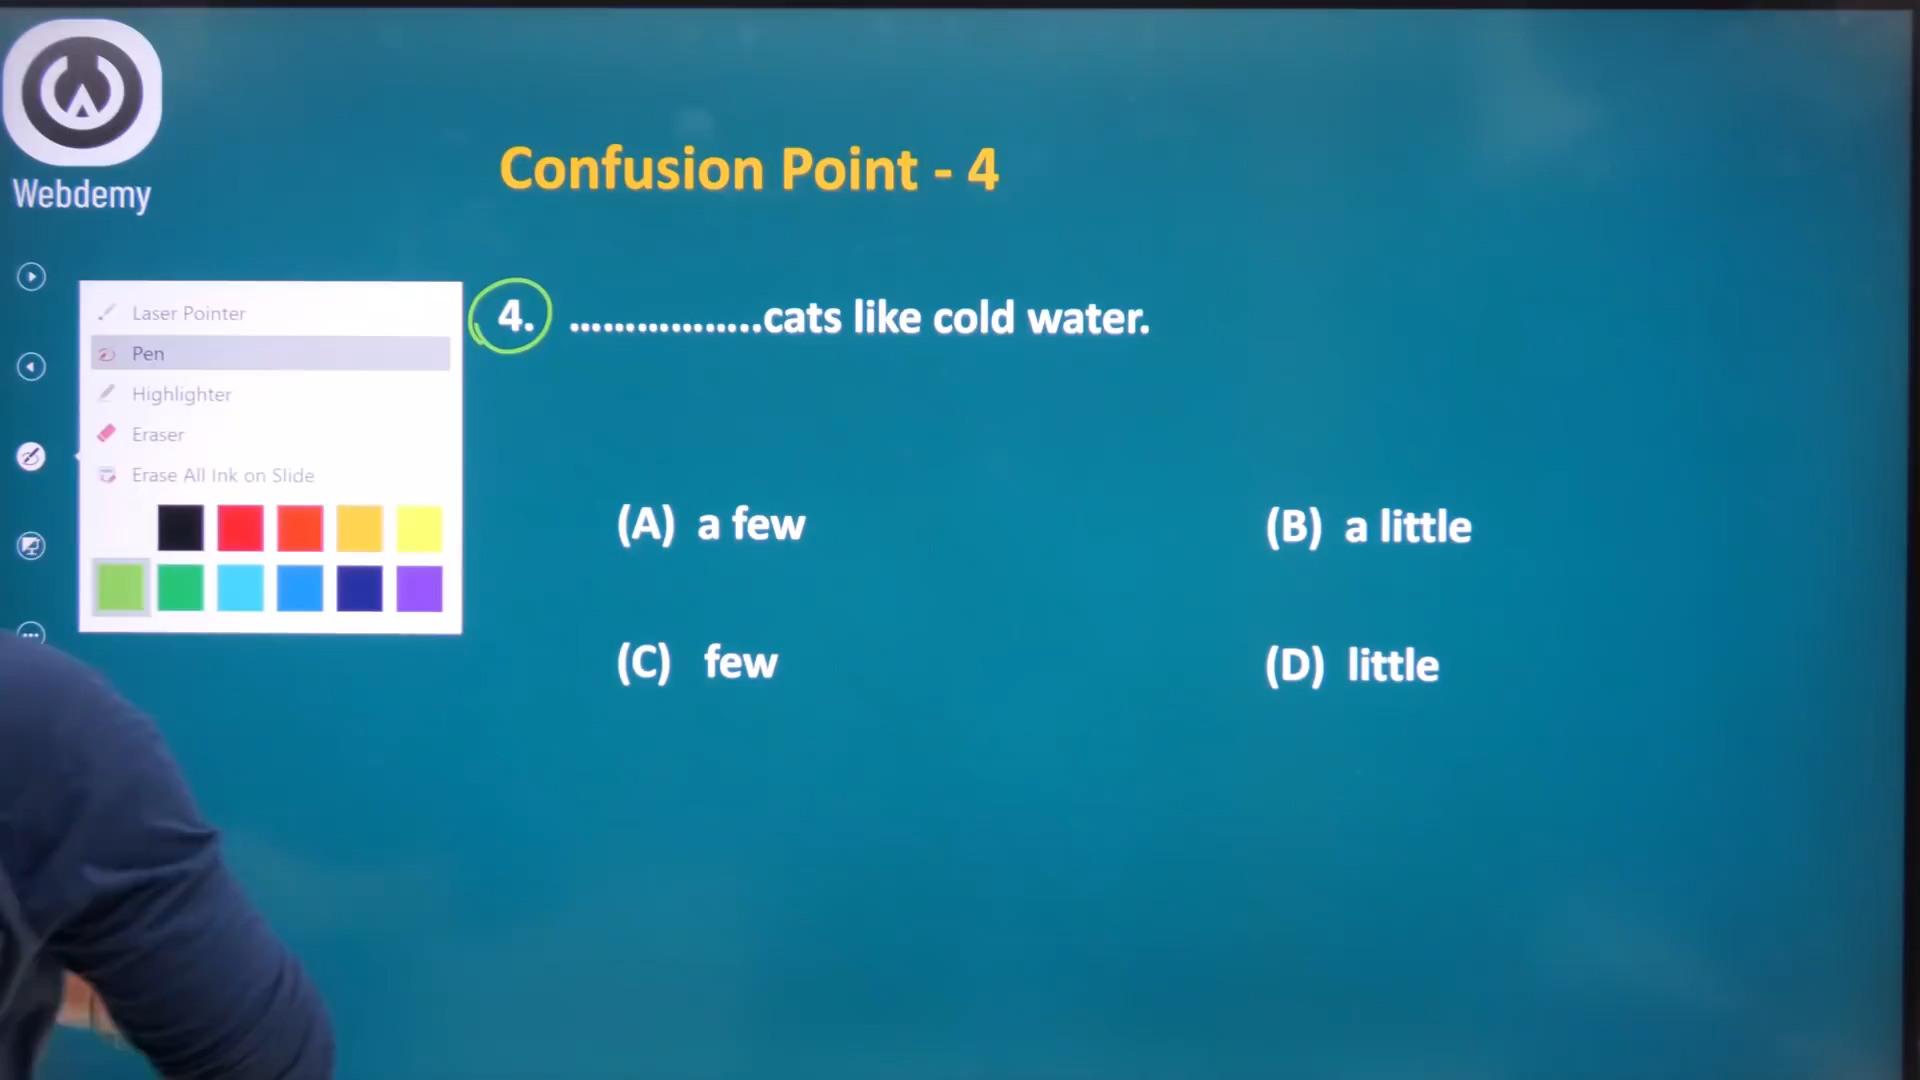 Webdemy
Confusion Point - 4
Laser Pointer
Pen
Highlighter
Eraser
Erase All Ink on Slide
4. .................cats like cold water.
(A) a few
(B) a little
(C) few
(D) little